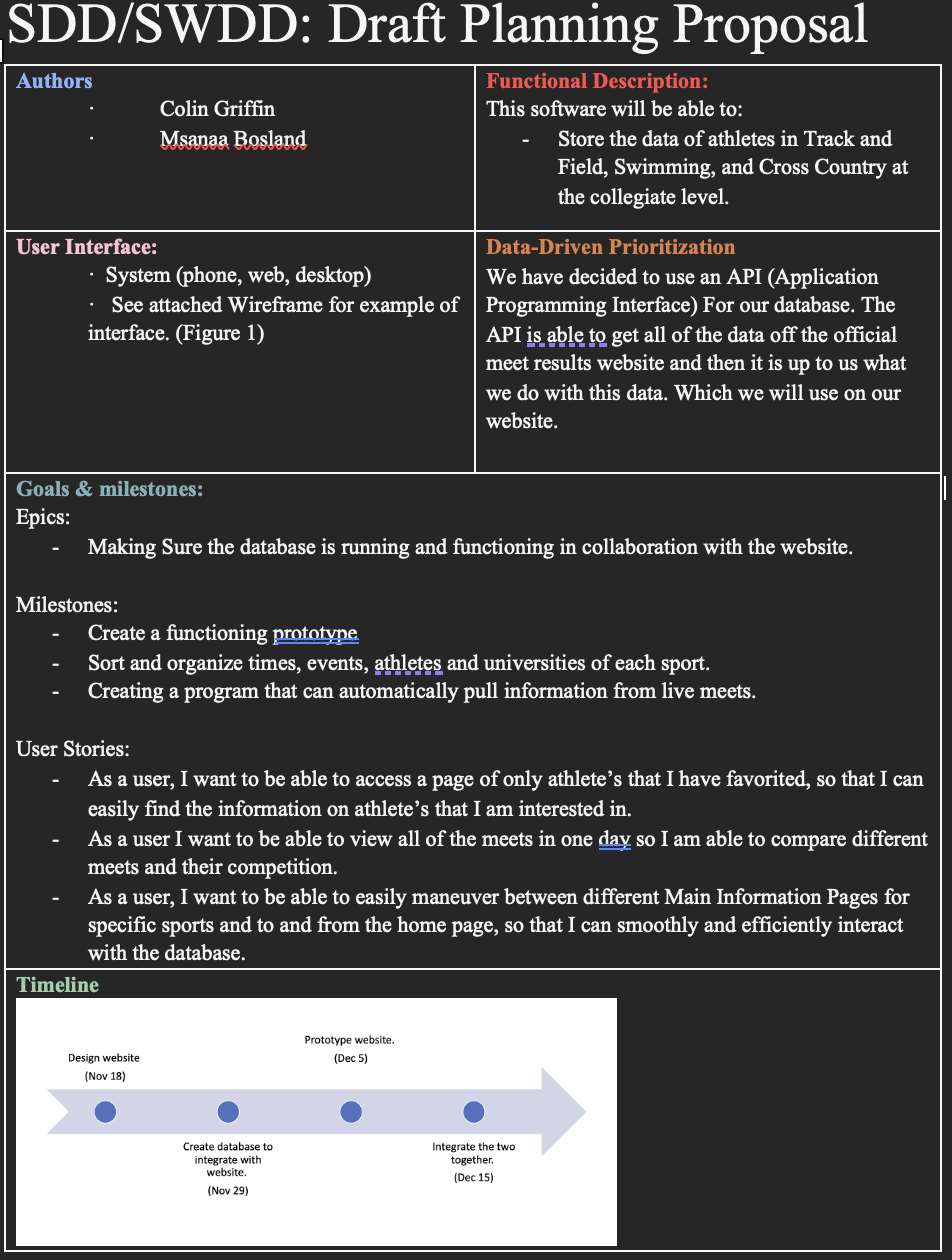 SDD/SWDD: Draft Planning Proposal
Authors
· Colin Griffin
· Msanaa Bosland
Functional Description:
This software will be able to:
- Store the data of athletes in Track and
Field, Swimming, and Cross Country at
the collegiate level.
User Interface:
· System (phone, web, desktop)
· See attached Wireframe for example of
interface. (Figure 1)
Data-Driven Prioritization
We have decided to use an API (Application
Programming Interface) For our database. The
API is able to get all of the data off the official
meet results website and then it is up to us what
we do with this data. Which we will use on our
website.
Goals & milestones:
Epics:
- Making Sure the database is running and functioning in collaboration with the website.
Milestones:
- Create a functioning prototype
- Sort and organize times, events, athletes and universities of each sport.
- Creating a program that can automatically pull information from live meets.
User Stories:
- As a user, I want to be able to access a page of only athlete’s that I have favorited, so that I can
easily find the information on athlete’s that I am interested in.
- As a user I want to be able to view all of the meets in one day so I am able to compare different
meets and their competition.
- As a user, I want to be able to easily maneuver between different Main Information Pages for
specific sports and to and from the home page, so that I can smoothly and efficiently interact
with the database.
Timeline
Design website
(Nov 18)
Create database to
integrate with
website.
(Nov 29)
Prototype website.
(Dec 5)
Integrate the two
together.
(Dec 15)